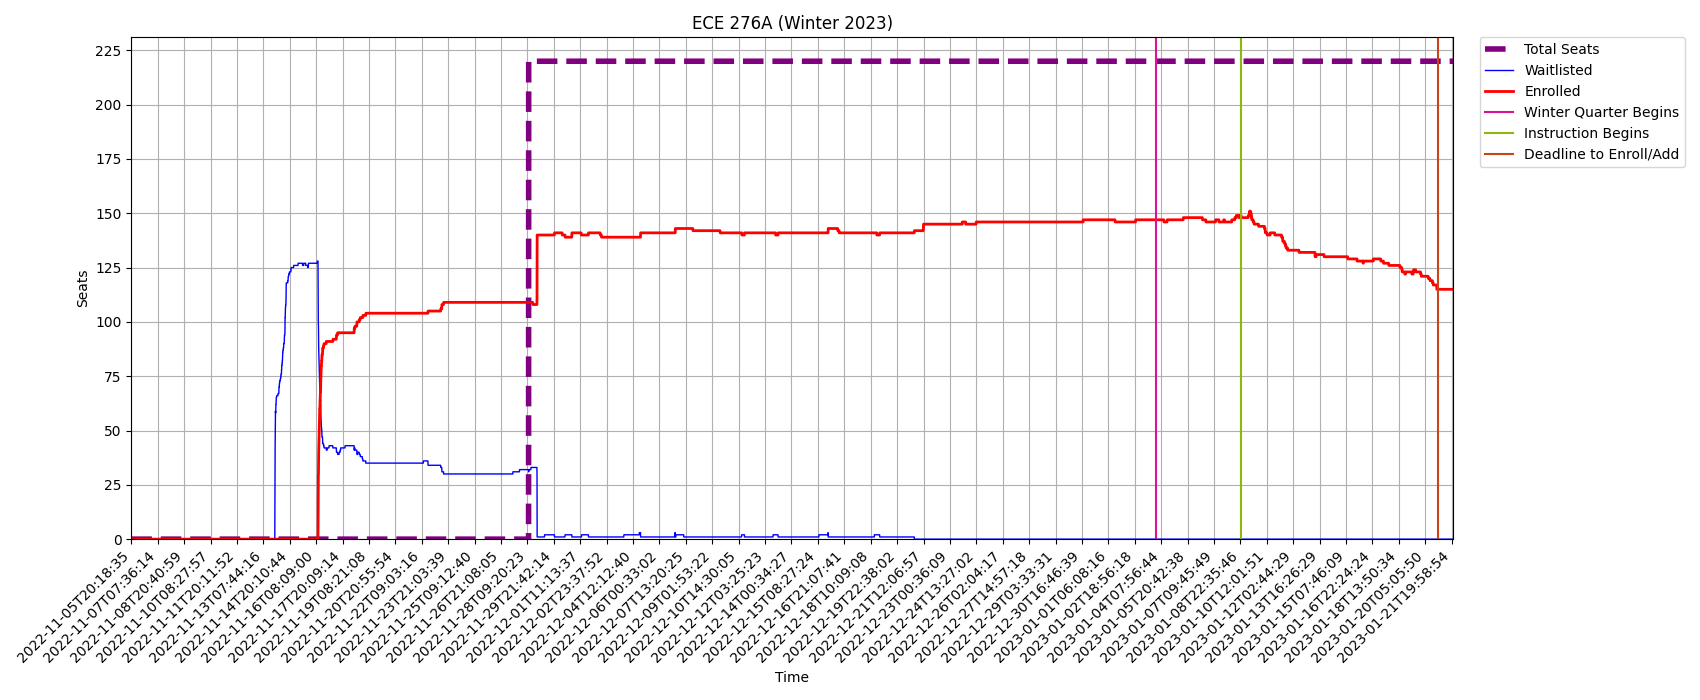 ECE 276A (Winter 2023)
225
200
175
150
125
100
75
50
25
0
Seats
2022-11-05T20:18:35
2022-11-07T07:36:14
2022-11-08T20:40:59
2022-11-10T08:27:57
2022-11-11T20:11:52
2022-11-13T07:44:16
2022-11-14T20:10:44
2022-11-16T08:09:00
2022-11-17T20:09:14
2022-11-19T08:21:08
2022-11-20T20:55:54
2022-11-22T09:03:16
2022-11-23T21:03:39
2022-11-25T09:12:40
2022-11-26T21:08:05
2022-11-28T09:20:23
2022-11-29T21:42:14
2022-12-01T11:13:37
2022-12-02T23:37:52
2022-12-04T12:12:40
2022-12-06T00:33:02
2022-12-07T13:20:25
2022-12-09T01:53:22
2022-12-10T14:30:05
2022-12-12T03:25:23
2022-12-14T00:34:27
2022-12-15T08:27:24
2022-12-16T21:07:41
2022-12-18T10:09:08
2022-12-19T22:38:02
2022-12-21T12:06:57
2022-12-23T00:36:09
2022-12-24T13:27:02
2022-12-26T02:04:17
2022-12-27T14:57:18
2022-12-29T03:33:31
2022-12-30T16:46:39
2023-01-01T06:08:16
2023-01-02T18:56:18
2023-01-04T07:56:44
2023-01-05T20:42:38
2023-01-07T09:45:49
2023-01-08T22:35:46
2023-01-10T12:01:51
2023-01-12T02:44:29
2023-01-13T16:26:29
2023-01-15T07:46:09
2023-01-16T22:24:24
2023-01-18T13:50:34
2023-01-20T05:05:50
2023-01-21T19:58:54
Time
Total Seats
Waitlisted
Enrolled
Winter Quarter Begins
Instruction Begins
Deadline to Enroll/Add